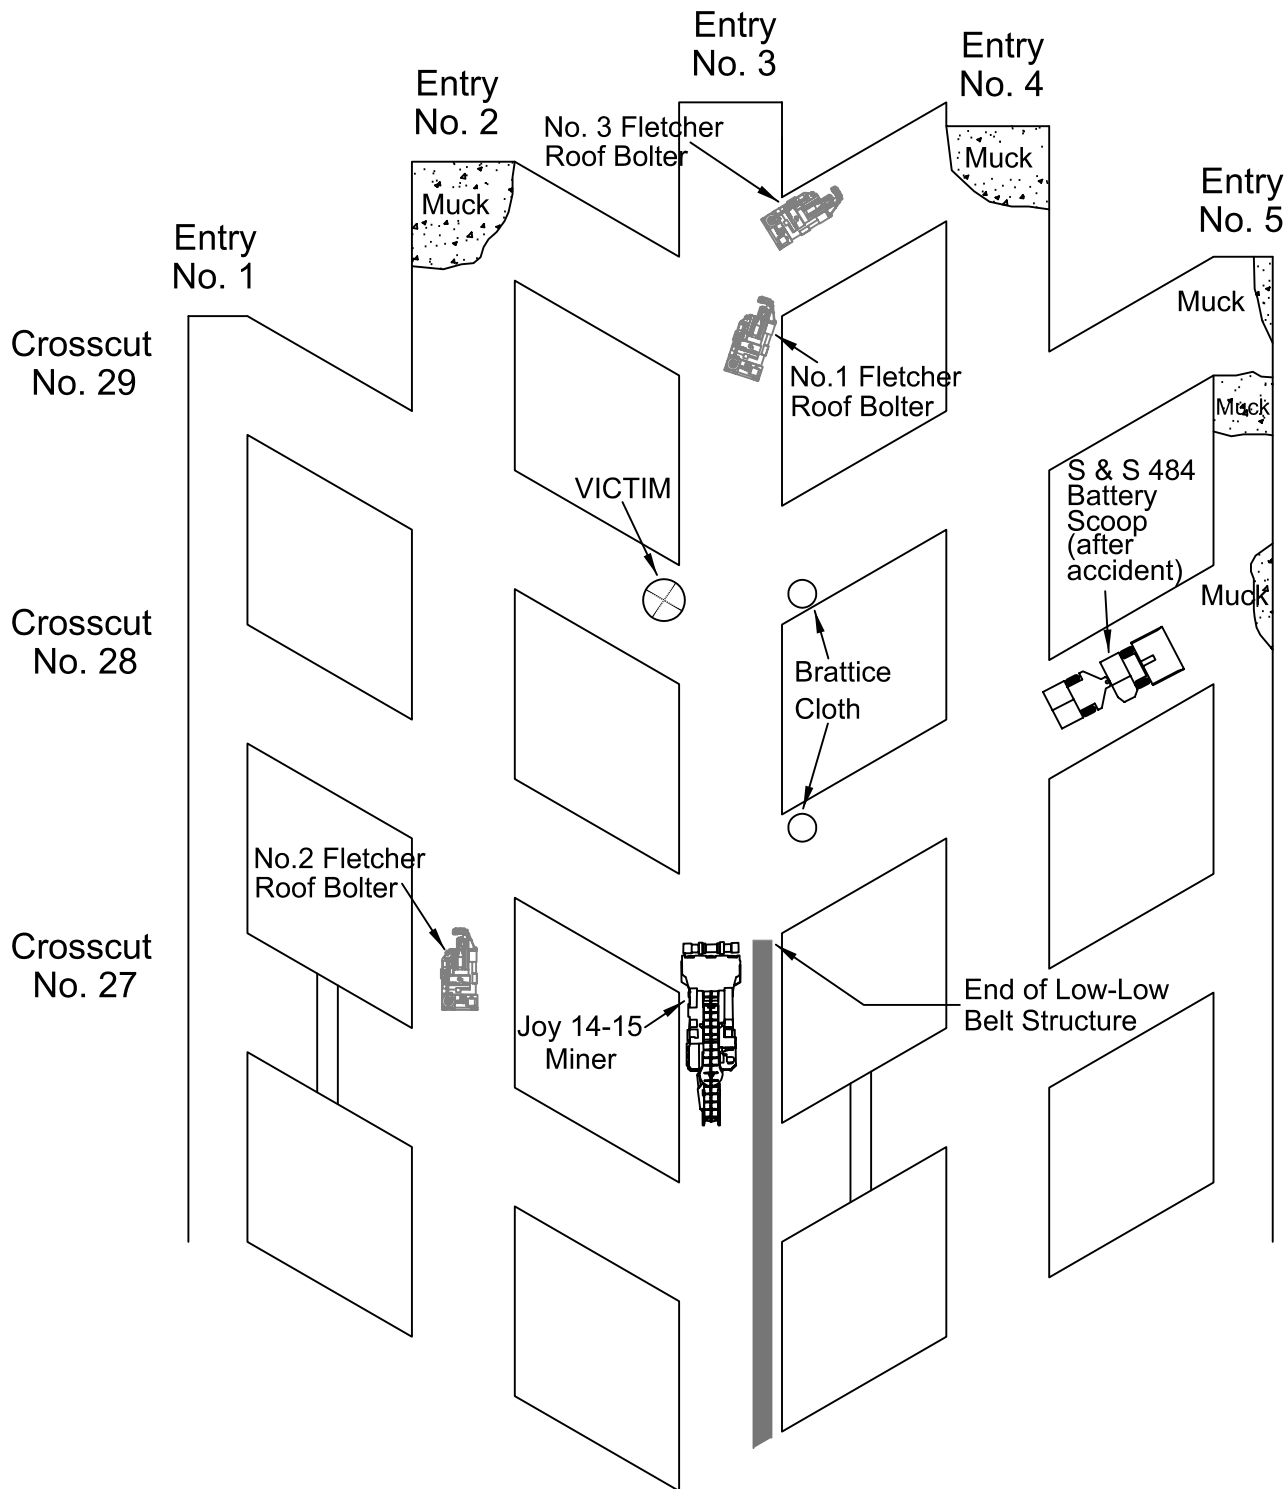 Entry
No. 3
Entry
No. 4
Entry
No. 2
No. 3 Fletcher
Roof Bolter
Muck
Muck
Entry
No. 5
Entry
No. 1
Muck
Crosscut
No. 29
No.1 Fletcher
Roof Bolter
Muck
S & S 484
Battery
Scoop
(after
accident)
VICTIM
Muck
Crosscut
No. 28
Brattice
Cloth
No.2 Fletcher
Roof Bolter
Crosscut
No. 27
End of Low-Low
Belt Structure
Joy 14-15
Miner